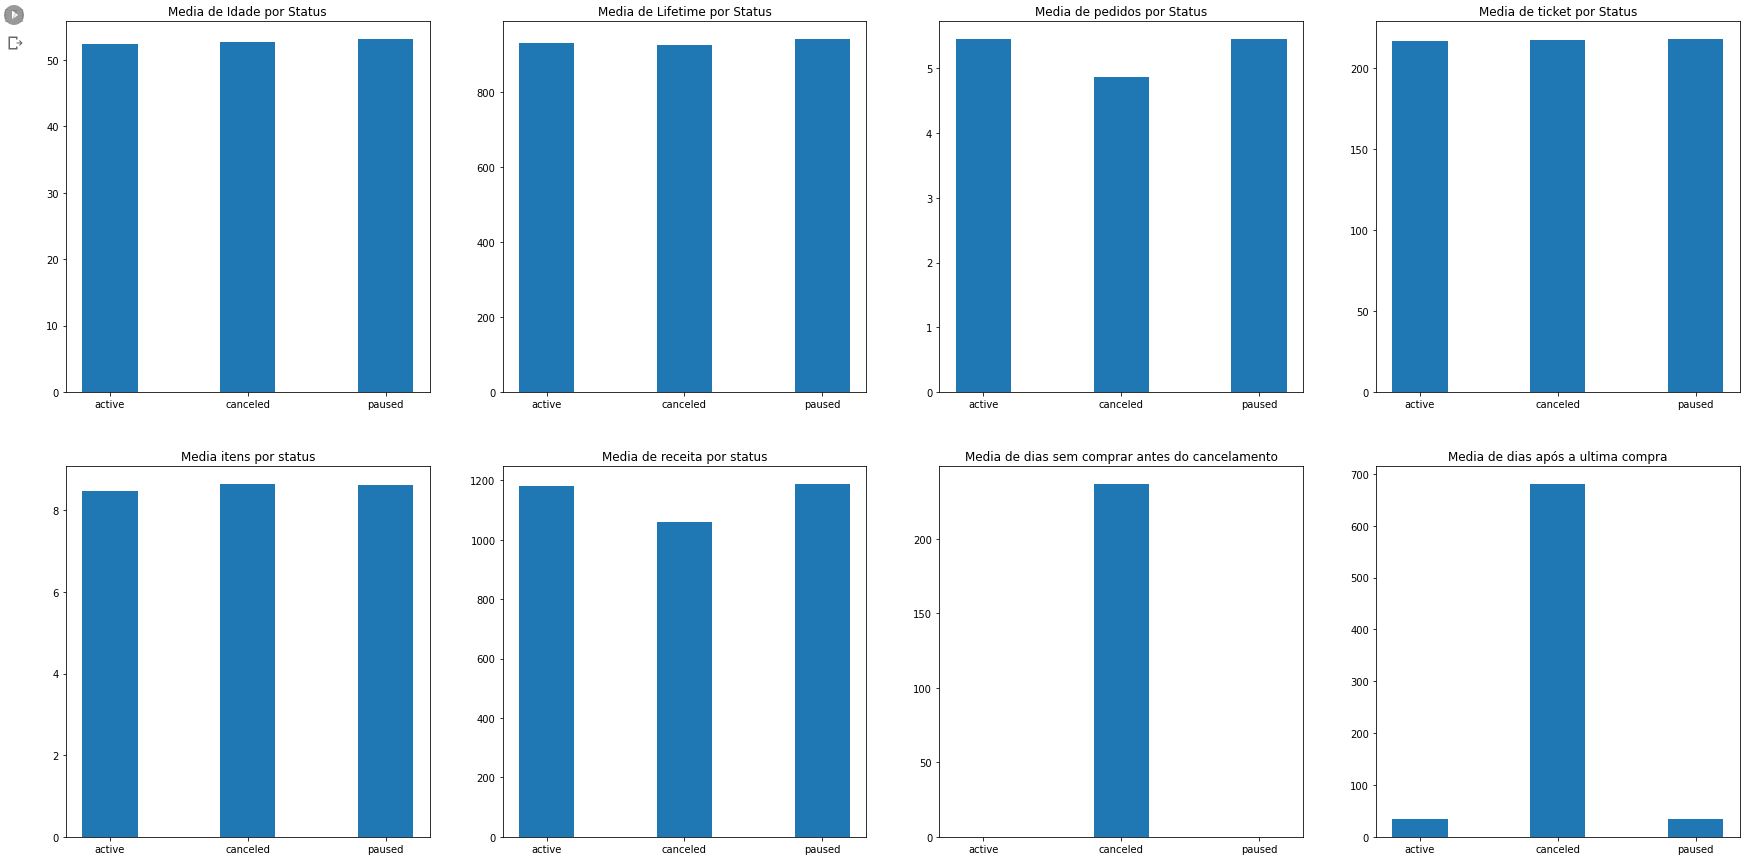 Media de Idade por Status
50
40
30
20
10
0
active canceled paused
Media de Lifetime por Status
800
600
400
200
0
active canceled paused
Media de pedidos por Status
5
4
3
2
1
0
active canceled paused
Media de ticket por Status
200
150
100
50
0
active canceled paused
Media itens por status
8
6
4
2
0
active canceled paused
Media de receita por status
1200
1000
800
600
400
200
0
active canceled paused
Media de dias sem comprar antes do cancelamento
200
150
100
50
0
active canceled paused
Media de dias após a ultima compra
700
600
500
400
300
200
100
0
active canceled paused